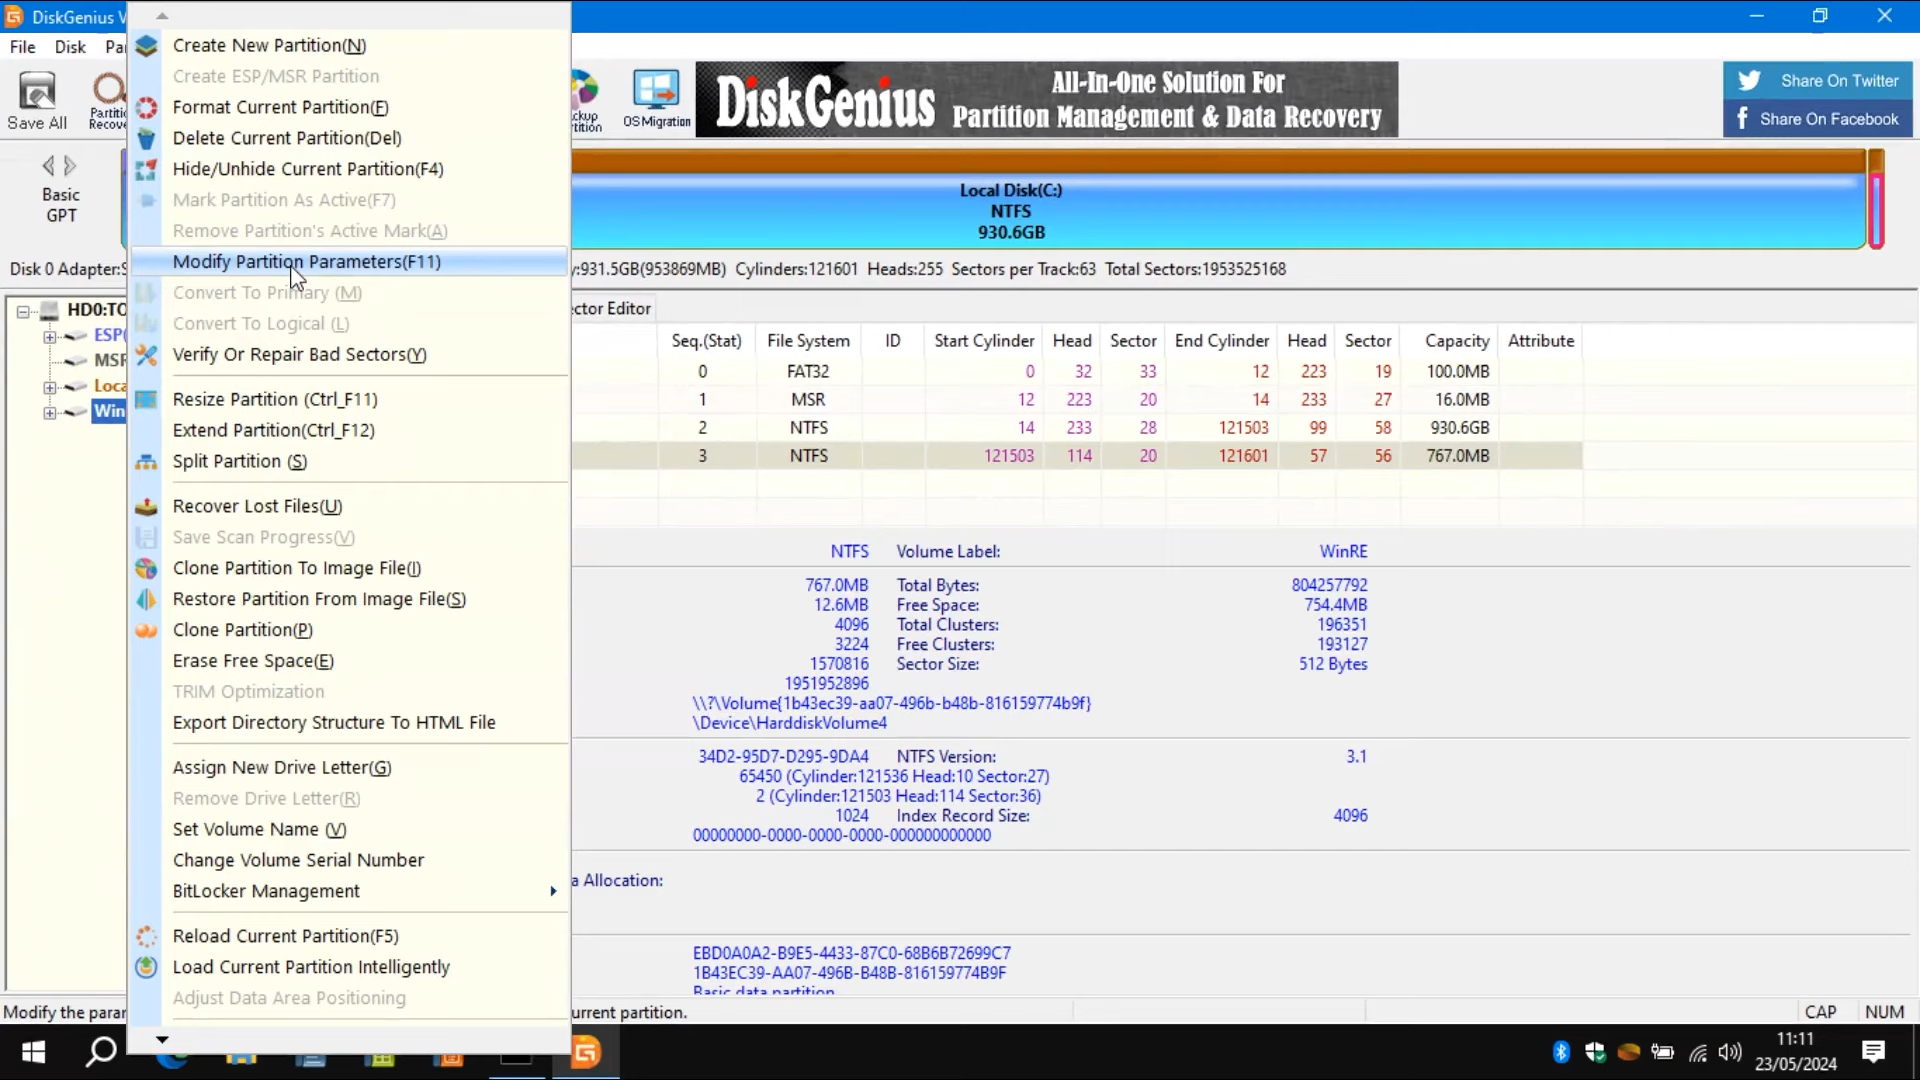 DiskGenius V
File Disk Pa
Save All
Partitio
Recove
ckup
tition
OS Migration
DiskGenius
All-In-One Solution For
Partition Management & Data Recovery
Share On Twitter
Share On Facebook
Basic
GPT
Local Disk(C:)
NTFS
930.6GB
Disk 0 Adapter:S
y:931.5GB(953869MB) Cylinders:121601 Heads:255 Sectors per Track:63 Total Sectors:1953525168
HD0:TO
ESP(
MSR
Loca
Win
Create New Partition(N)
Create ESP/MSR Partition
Format Current Partition(F)
Delete Current Partition(Del)
Hide/Unhide Current Partition(F4)
Mark Partition As Active(F7)
Remove Partition's Active Mark(A)
Modify Partition Parameters(F11)
Convert To Primary (M)
Convert To Logical (L)
Verify Or Repair Bad Sectors(Y)
Resize Partition (Ctrl_F11)
Extend Partition(Ctrl_F12)
Split Partition (S)
Recover Lost Files(U)
Save Scan Progress(V)
Clone Partition To Image File(I)
Restore Partition From Image File(S)
Clone Partition(P)
Erase Free Space(E)
TRIM Optimization
Export Directory Structure To HTML File
Assign New Drive Letter(G)
Remove Drive Letter(R)
Set Volume Name (V)
Change Volume Serial Number
BitLocker Management
Reload Current Partition(F5)
Load Current Partition Intelligently
Adjust Data Area Positioning
ector Editor
Seq.(Stat) File System ID Start Cylinder Head Sector End Cylinder Head Sector Capacity Attribute
0 FAT32 0 32 33 12 223 19 100.0MB
1 MSR 12 223 20 14 233 27 16.0MB
2 NTFS 14 233 28 121503 99 58 930.6GB
3 NTFS 121503 114 20 121601 57 56 767.0MB
NTFS Volume Label: WinRE
767.0MB Total Bytes: 804257792
12.6MB Free Space: 754.4MB
4096 Total Clusters: 196351
3224 Free Clusters: 193127
1570816 Sector Size: 512 Bytes
1951952896
\\?\Volume{1b43ec39-aa07-496b-b48b-816159774b9f}
\Device\HarddiskVolume4
34D2-95D7-D295-9DA4 NTFS Version: 3.1
65450 (Cylinder:121536 Head:10 Sector:27)
2 (Cylinder:121503 Head:114 Sector:36)
1024 Index Record Size: 4096
00000000-0000-0000-0000-000000000000
a Allocation:
EBD0A0A2-B9E5-4433-87C0-68B6B72699C7
1B43EC39-AA07-496B-B48B-816159774B9F
Basic data partition
Modify the parar
urrent partition.
CAP NUM
11:11
23/05/2024